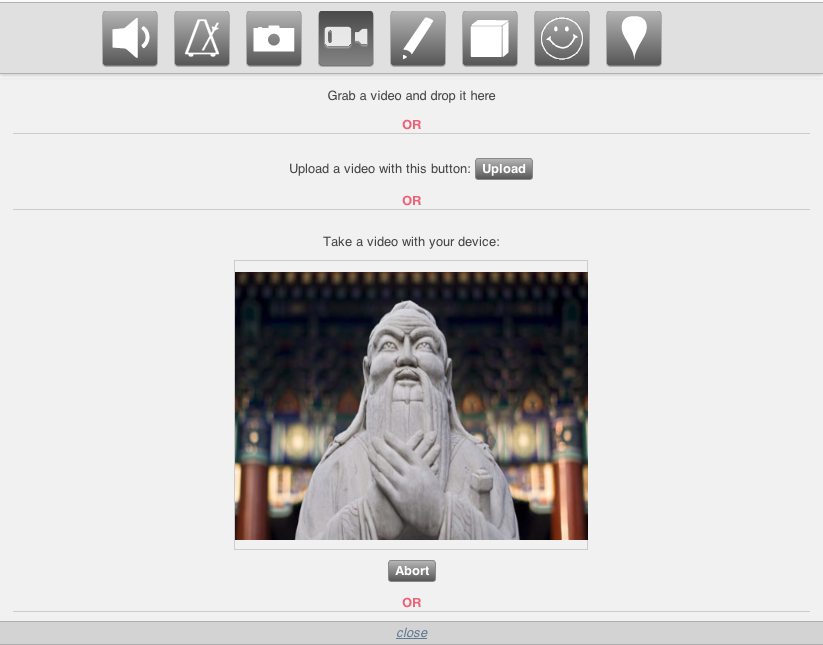 Grab a video and drop it here
OR
Upload a video with this button: Upload
OR
Take a video with your device:
Abort
OR
close